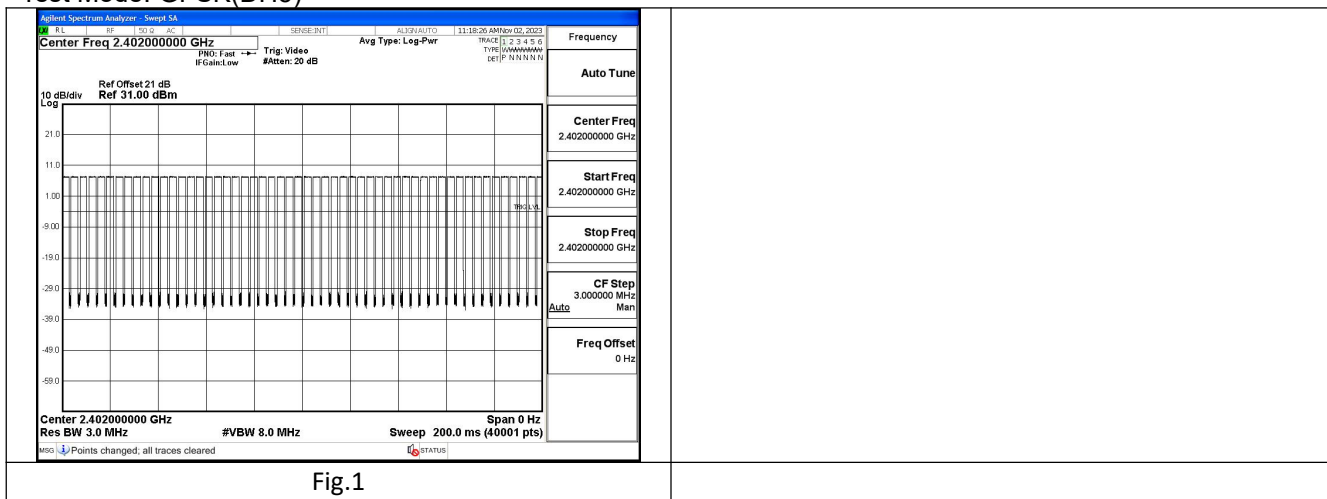 Test Mode: GFSK(DH5)
Agilent Spectrum Analyzer - Swept SA
RL RF 50 Ω AC SENSE:INT ALIGN AUTO 11:18:26 AM Nov 02, 2023
Center Freq 2.402000000 GHz
PNO: Fast
IFGain:Low
Trig: Video
#Atten: 20 dB
Avg Type: Log-Pwr
TRACE 1 2 3 4 5 6
TYPE
DET P N N N N N
Ref Offset 21 dB
10 dB/div Ref 31.00 dBm
Log
21.0
11.0
1.00
TRIG LVL
-9.00
-19.0
-29.0
-39.0
-49.0
-59.0
Center 2.402000000 GHz Span 0 Hz
Res BW 3.0 MHz #VBW 8.0 MHz Sweep 200.0 ms (40001 pts)
MSG Points changed; all traces cleared STATUS
Frequency
Auto Tune
Center Freq
2.402000000 GHz
Start Freq
2.402000000 GHz
Stop Freq
2.402000000 GHz
CF Step
3.000000 MHz
Auto Man
Freq Offset
0 Hz
Fig.1